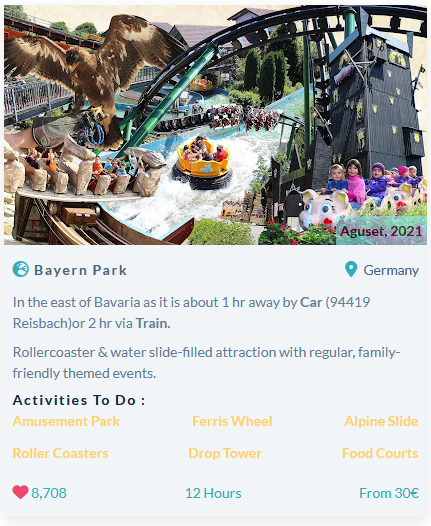 Aguset, 2021
Bayern Park Germany
In the east of Bavaria as it is about 1 hr away by Car (94419
Reisbach)or 2 hr via Train.
Rollercoaster & water slide-filled attraction with regular, family-
friendly themed events.
Activities To Do :
Amusement Park Ferris Wheel Alpine Slide
Roller Coasters Drop Tower Food Courts
8,708 12 Hours From 30€